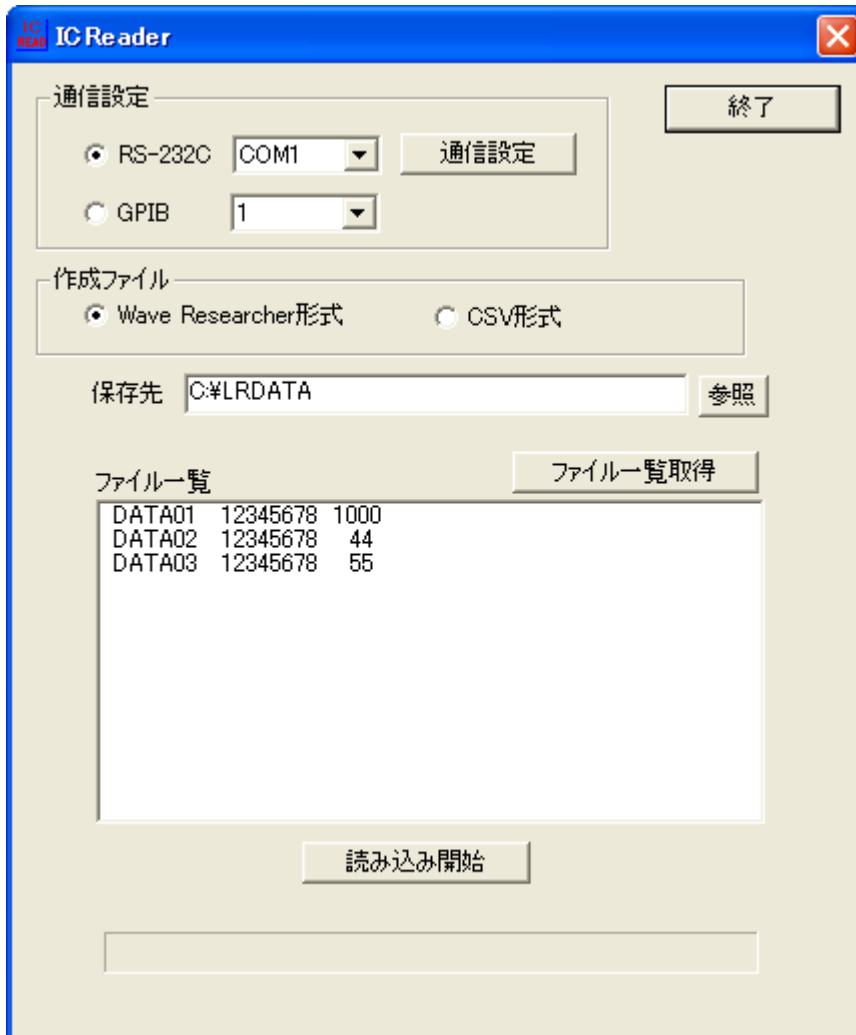 IC READ IC Reader
通信設定
終了
RS-232C COM1 通信設定
GPIB 1
作成ファイル
Wave Researcher形式 CSV形式
保存先 C:¥LRDATA 参照
ファイル一覧 ファイル一覧取得
DATA01 12345678 1000
DATA02 12345678 44
DATA03 12345678 55
読み込み開始